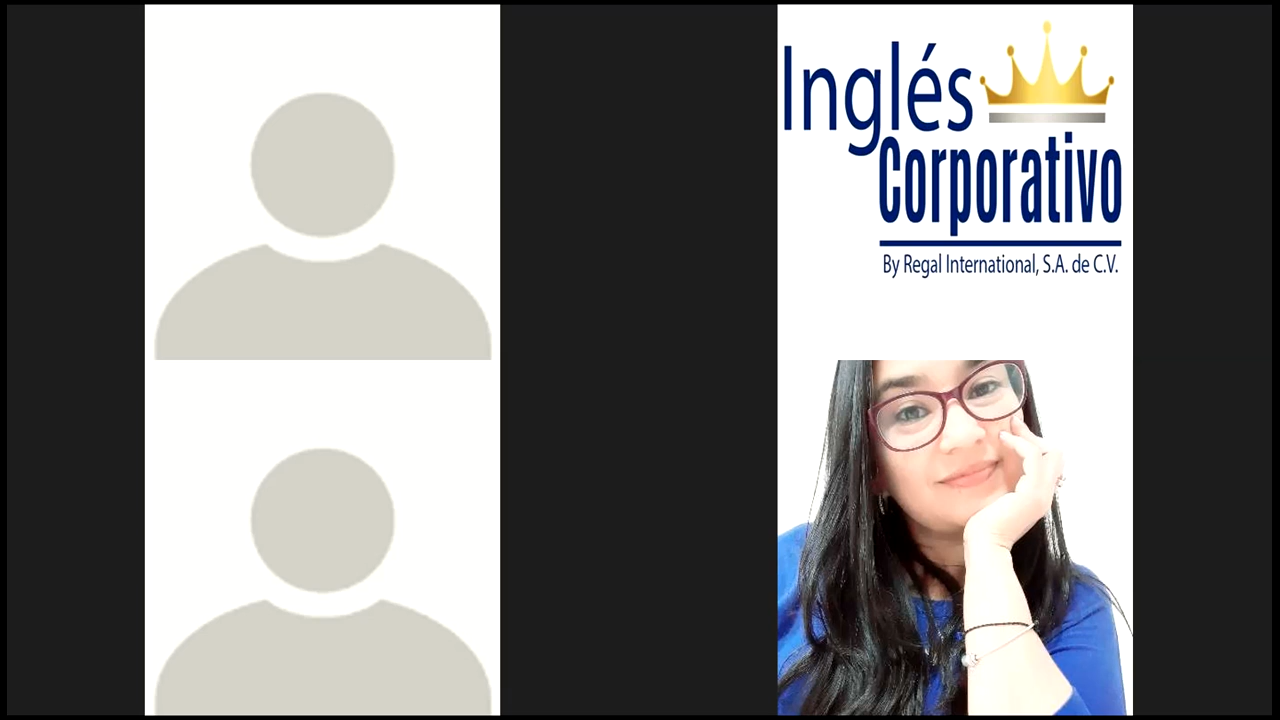 Inglés
Corporativo
By Regal International, S.A. de C.V.